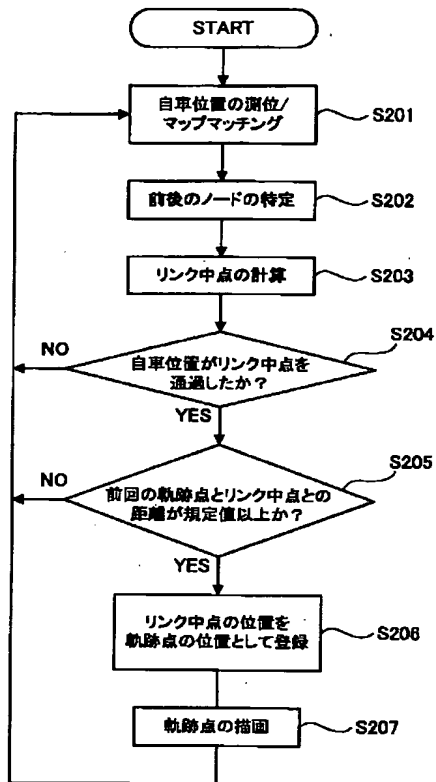 START
自車位置の測位/
マップマッチング
S201
前後のノードの特定
S202
リンク中点の計算
S203
S204
NO
自車位置がリンク中点を
通過したか？
YES
S205
NO
前回の軌跡点とリンク中点との
距離が規定値以上か？
YES
リンク中点の位置を
軌跡点の位置として登録
S206
軌跡点の描画
S207